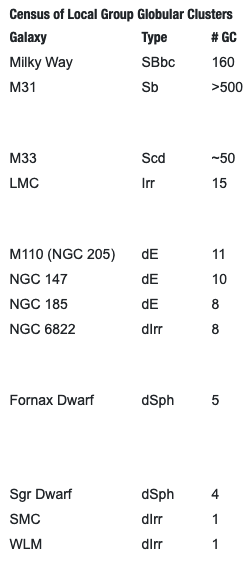 Census of Local Group Globular Clusters
Galaxy Type # GC
Milky Way SBbc 160
M31 Sb >500
M33 Scd ~50
LMC Irr 15
M110 (NGC 205) dE 11
NGC 147 dE 10
NGC 185 dE 8
NGC 6822 dIrr 8
Fornax Dwarf dSph 5
Sgr Dwarf dSph 4
SMC dIrr 1
WLM dIrr 1